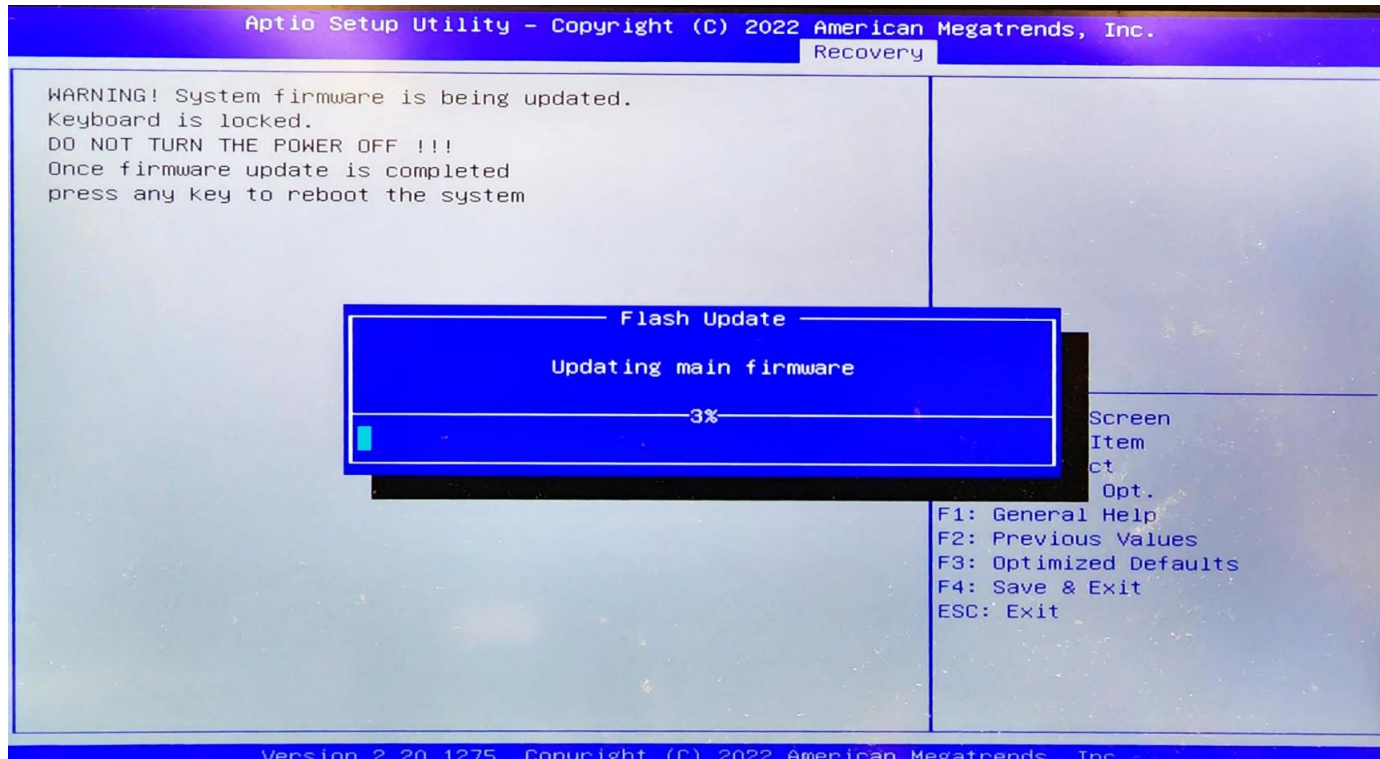 Aptio Setup Utility – Copyright (C) 2022 American Megatrends, Inc.
Recovery
WARNING! System firmware is being updated.
Keyboard is locked.
DO NOT TURN THE POWER OFF !!!
Once firmware update is completed
press any key to reboot the system
Flash Update
Updating main firmware
3%
Screen
Item
ct
Opt.
F1: General Help
F2: Previous Values
F3: Optimized Defaults
F4: Save & Exit
ESC: Exit
Version 2.20.1275. Copyright (C) 2022 American Megatrends, Inc.